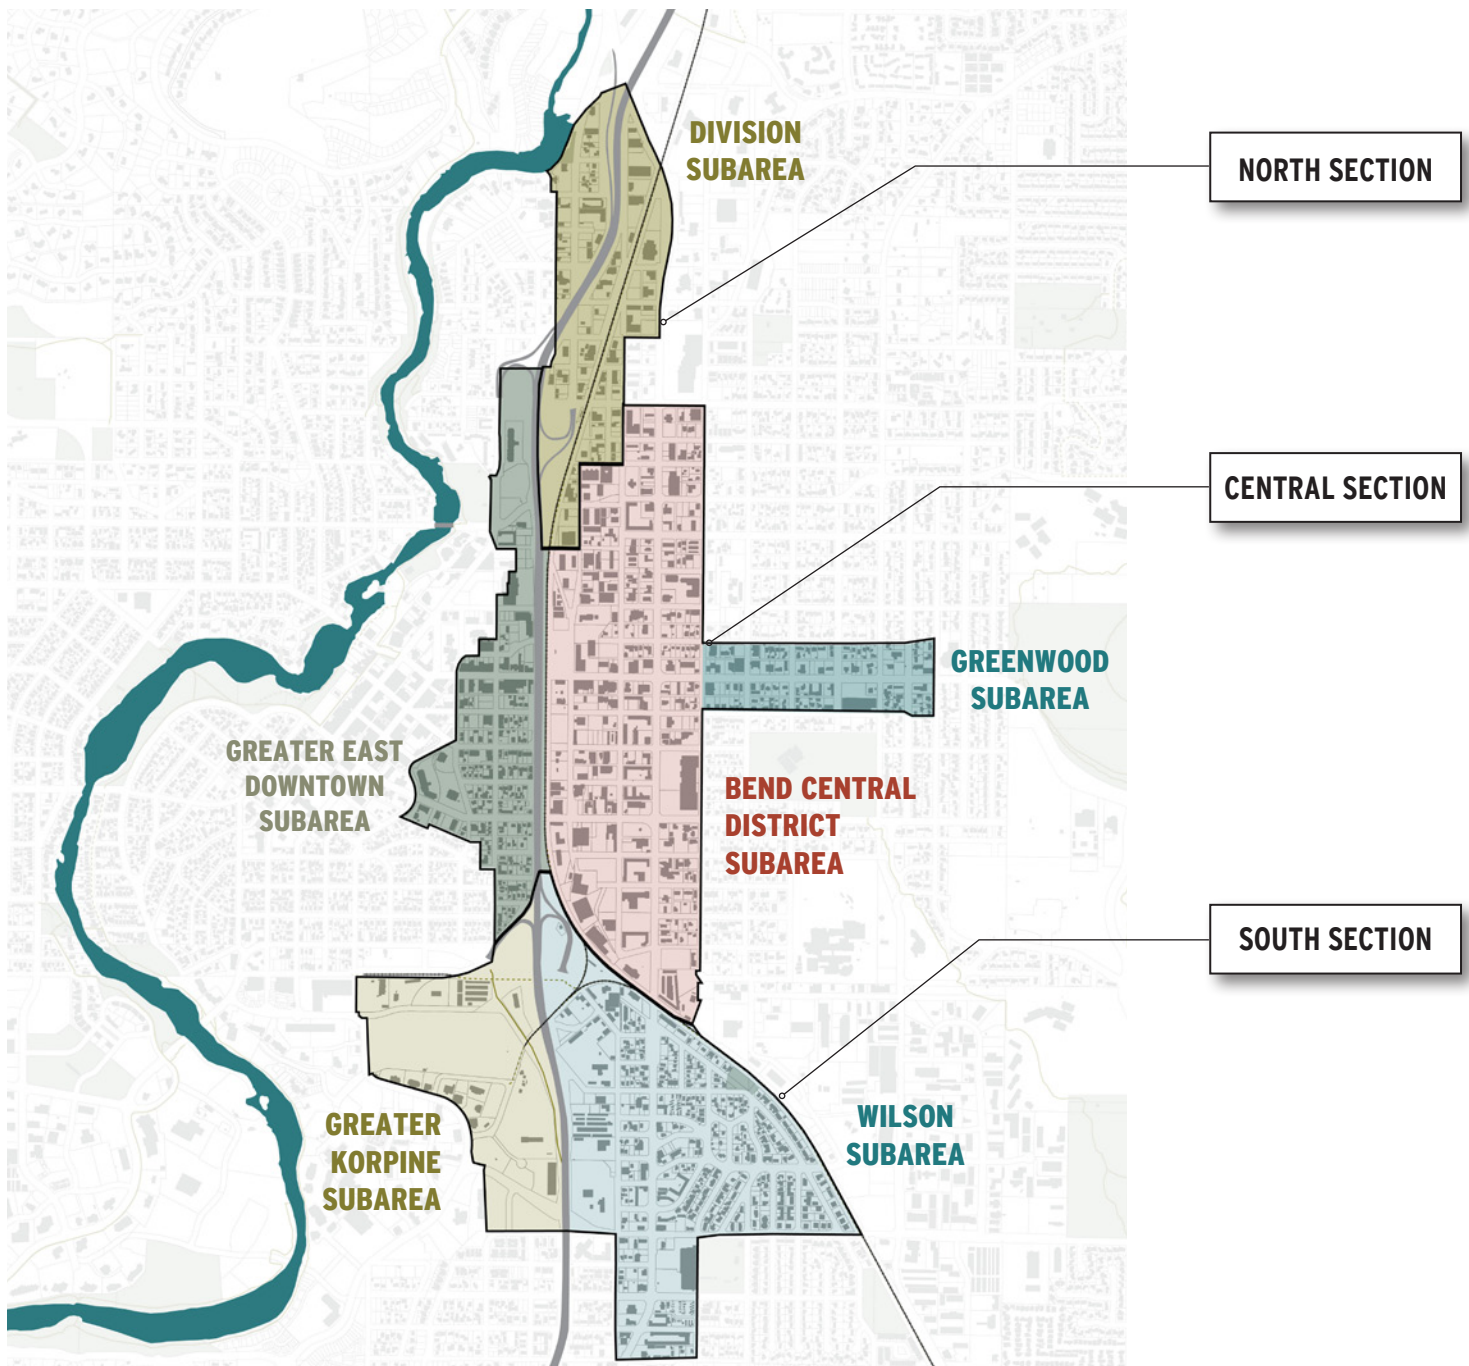 DIVISION
SUBAREA
NORTH SECTION
CENTRAL SECTION
GREENWOOD
SUBAREA
GREATER EAST
DOWNTOWN
SUBAREA
BEND CENTRAL
DISTRICT
SUBAREA
SOUTH SECTION
GREATER
KORPINE
SUBAREA
WILSON
SUBAREA